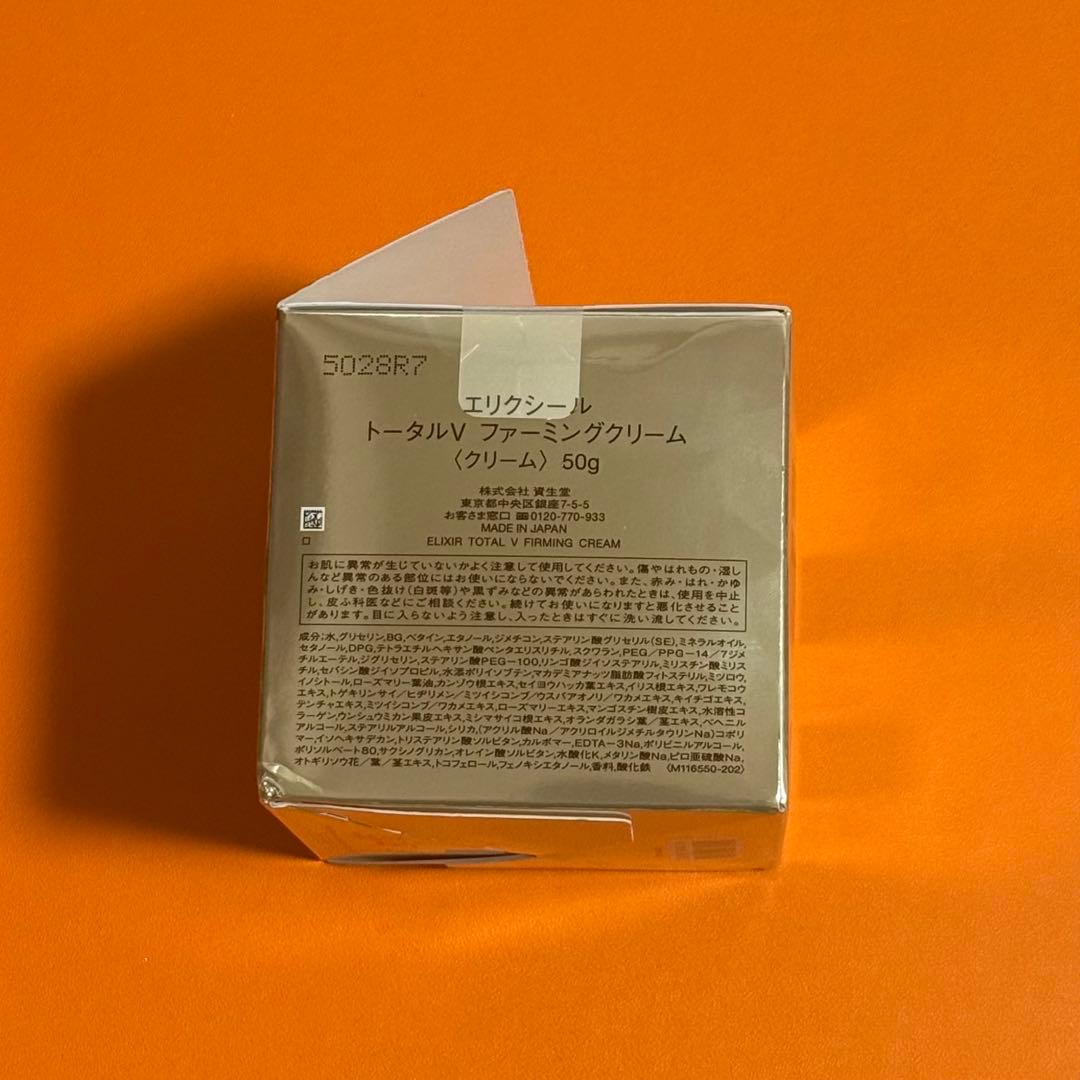 5028R7
エリクシール
トータルV ファーミングクリーム
〈クリーム〉50g
株式会社 資生堂
東京都中央区銀座7-5-5
お客さま窓口 0120-770-933
MADE IN JAPAN
ELIXIR TOTAL V FIRMING CREAM
お肌に異常が生じていないかよく注意して使用してください。傷やはれもの・湿し
んなど異常のある部位にはお使いにならないでください。また、赤み・はれ・かゆ
み・しげき・色抜け(白斑等)や黒ずみなどの異常があらわれたときは、使用を中止
し、皮ふ科医などにご相談ください。続けてお使いになりますと悪化させること
があります。目に入らないよう注意し、入ったときはすぐに洗い流してください。
成分:水,グリセリン,BG,ベタイン,エタノール,ジメチコン,ステアリン酸グリセリル(SE),ミネラルオイル,
セタノール,DPG,テトラエチルヘキサン酸ペンタエリスリチル,スクワラン,PEG/PPG-14/7ジメ
チルエーテル,ジグリセリン,ステアリン酸PEG-100,リンゴ酸ジイソステアリル,ミリスチン酸ミリス
チル,セバシン酸ジイソプロピル,水添ポリイソブテン,マカデミアナッツ脂肪酸フィトステリル,ミツロウ,
イノシトール,ローズマリー葉油,カンゾウ根エキス,セイヨウハッカ葉エキス,イリス根エキス,ワレモコウ
エキス,トゲキリンサイ/ヒヂリメン/ミツイシコンブ/ウスバアオノリ/ワカメエキス,キイチゴエキス,
テンチャエキス,ミツイシコンブ/ワカメエキス,ローズマリーエキス,マンゴスチン樹皮エキス,水溶性コ
ラーゲン,ウンシュウミカン果皮エキス,ミシマサイコ根エキス,オランダガラシ葉/茎エキス,ベヘニル
アルコール,ステアリルアルコール,シリカ,(アクリル酸Na/アクリロイルジメチルタウリンNa)コポリ
マー,イソヘキサデカン,トリステアリン酸ソルビタン,カルボマー,EDTA-3Na,ポリビニルアルコール,
ポリソルベート80,サクシノグリカン,オレイン酸ソルビタン,水酸化K,メタリン酸Na,ピロ亜硫酸Na,
オトギリソウ花/葉/茎エキス,トコフェロール,フェノキシエタノール,香料,酸化鉄 〈M116550-202〉